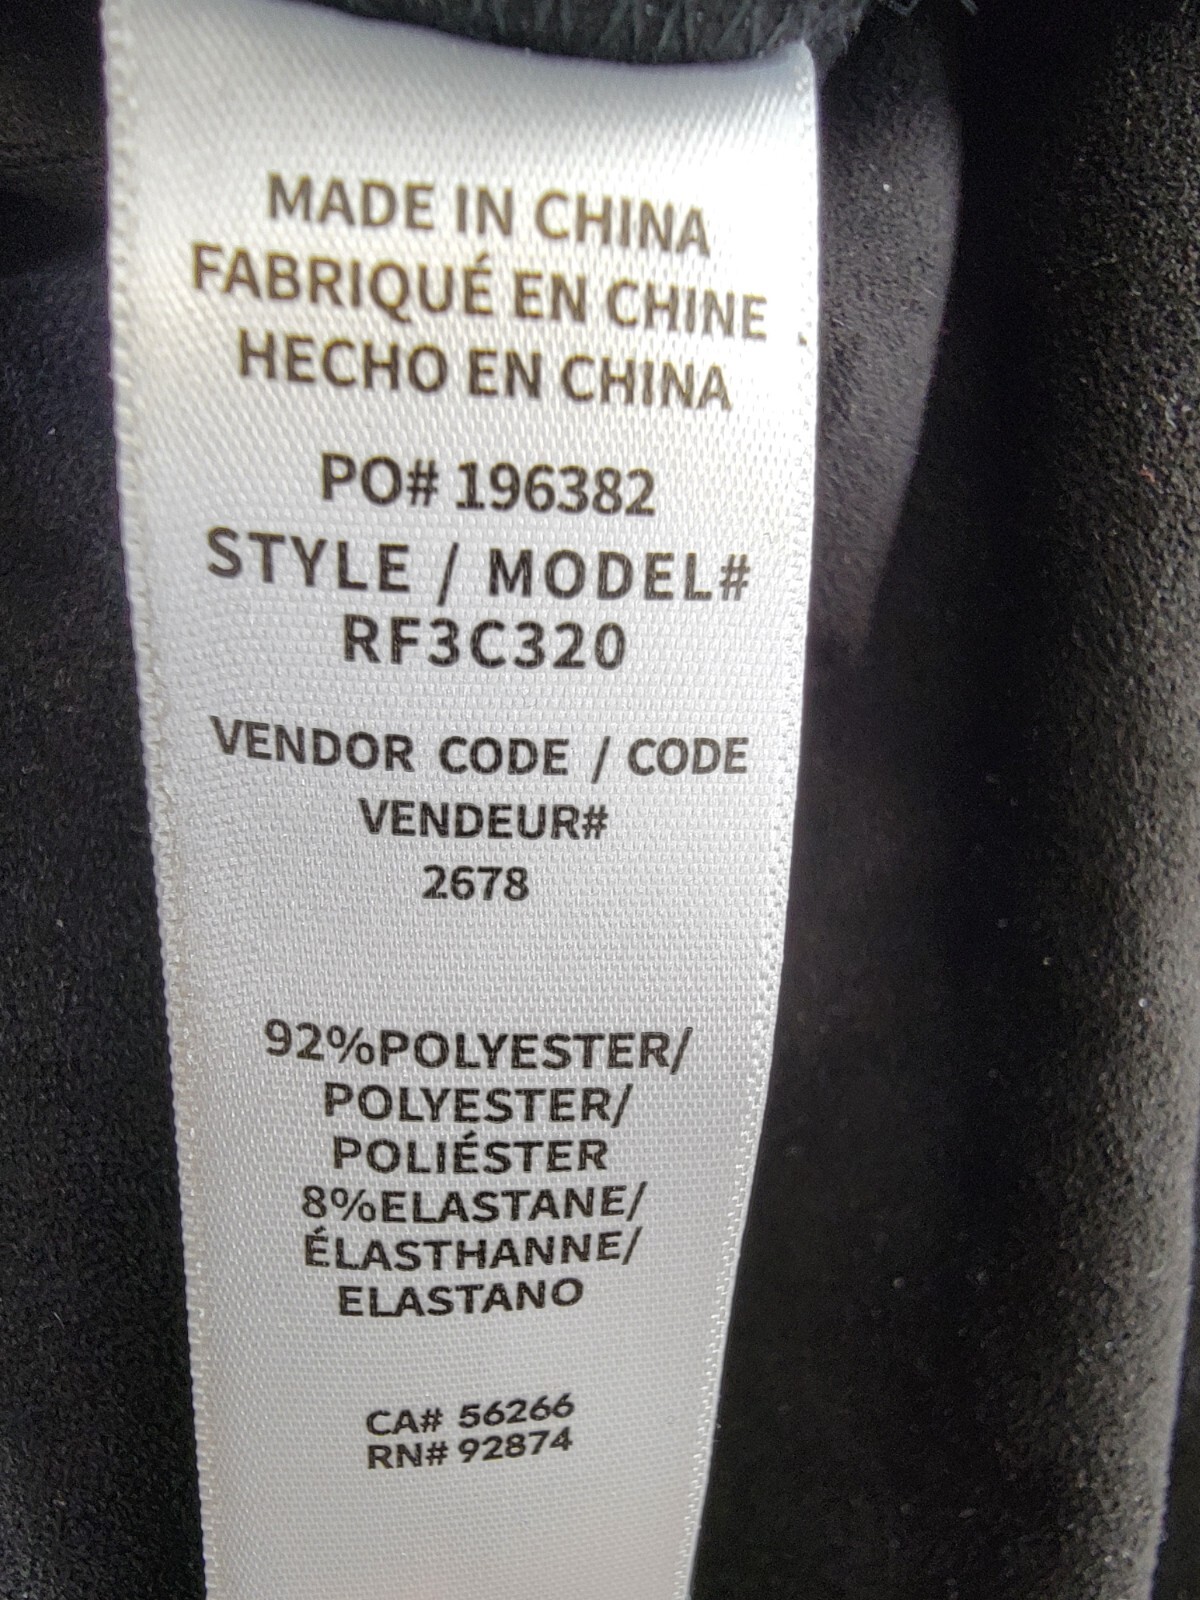 MADE IN CHINA
FABRIQUÉ EN CHINE
HECHO EN CHINA
PO# 196382
STYLE / MODEL#
RF3C320
VENDOR CODE / CODE
VENDEUR#
2678
92%POLYESTER/
POLYESTER/
POLIÉSTER
8%ELASTANE/
ÉLASTHANNE/
ELASTANO
CA# 56266
RN# 92874